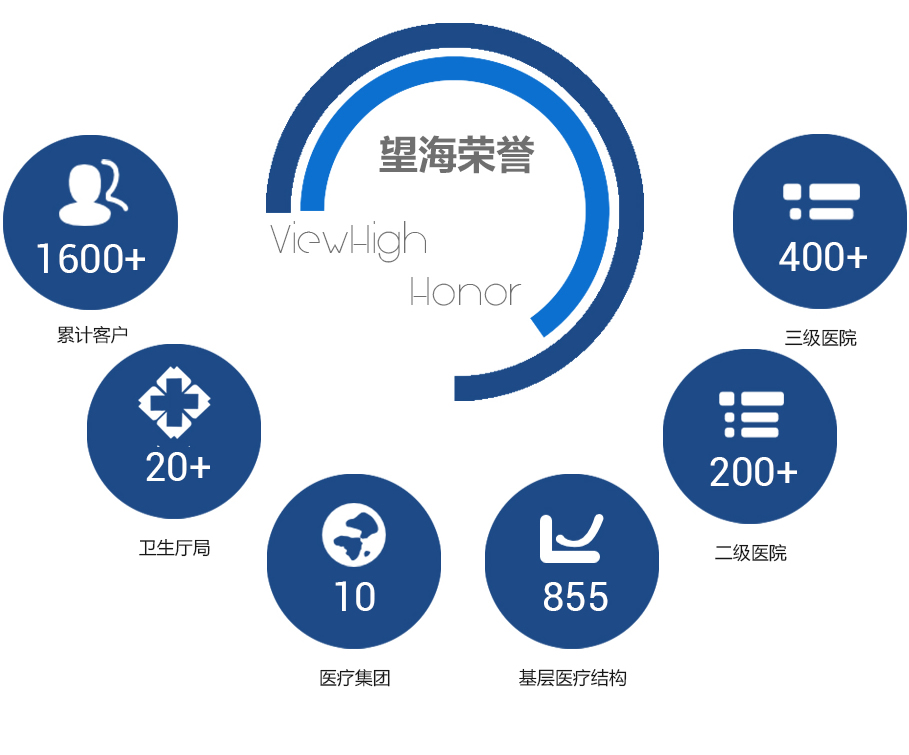 望海荣誉
ViewHigh
Honor
1600+
累计客户
20+
卫生厅局
10
医疗集团
855
基层医疗结构
200+
二级医院
400+
三级医院